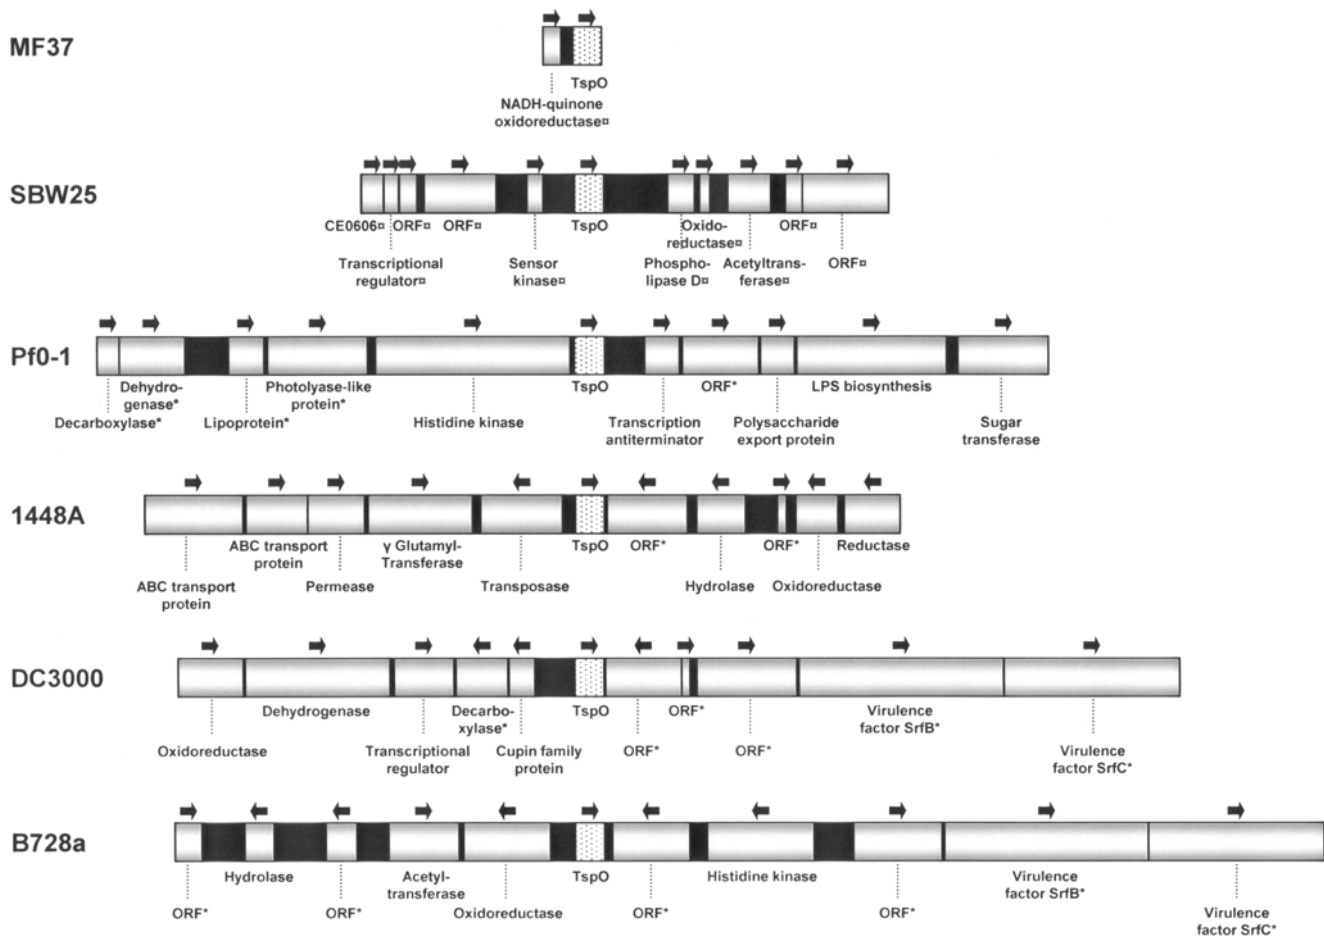 MF37
TspO
NADH-quinone
oxidoreductase¤
SBW25
CE0606¤ ORF¤ ORF¤ TspO Oxido- ORF¤
reductase¤
Transcriptional Sensor Phospho- Acetyltrans- ORF¤
regulator¤ kinase¤ lipase D¤ ferase¤
Pf0-1
Dehydro- Photolyase-like TspO ORF* LPS biosynthesis
genase* protein*
Decarboxylase* Lipoprotein* Histidine kinase Transcription Polysaccharide Sugar
antiterminator export protein transferase
1448A
ABC transport γ Glutamyl- TspO ORF* ORF* Reductase
protein Transferase
ABC transport Permease Transposase Hydrolase Oxidoreductase
protein
DC3000
Dehydrogenase Decarbo- TspO ORF* Virulence
xylase* factor SrfB*
Oxidoreductase Transcriptional Cupin family ORF* ORF* Virulence
regulator protein factor SrfC*
B728a
Hydrolase Acetyl- TspO Histidine kinase Virulence
transferase factor SrfB*
ORF* ORF* Oxidoreductase ORF* ORF* Virulence
factor SrfC*